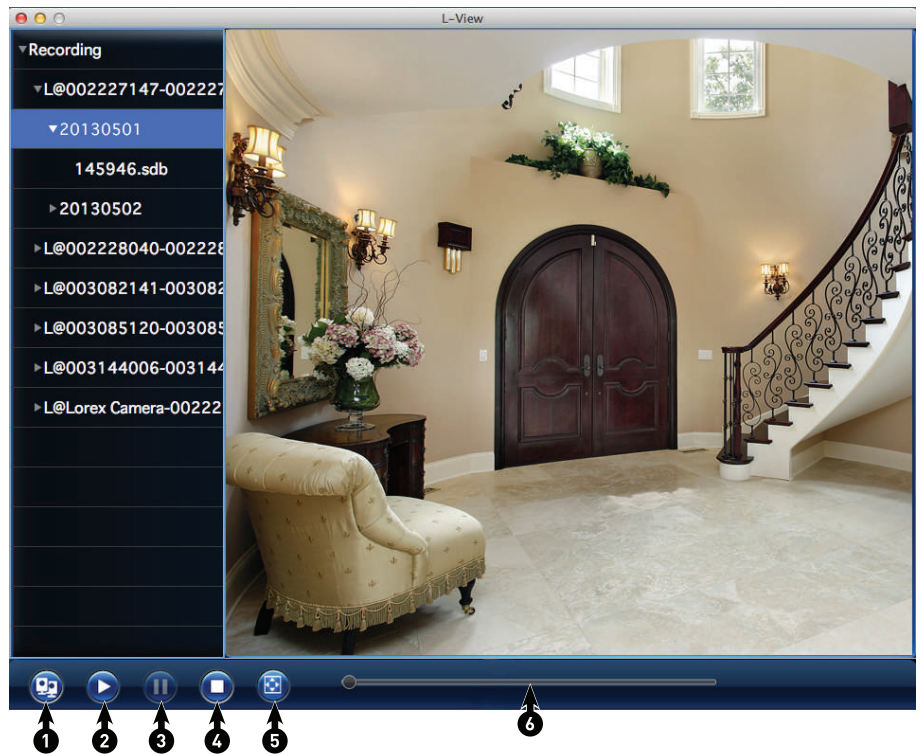 L-View
Recording
L@002227147-002227
20130501
145946.sdb
20130502
L@002228040-002228
L@003082141-003082
L@003085120-003085
L@003144006-003144
L@Lorex Camera-00222
1 2 3 4 5 6